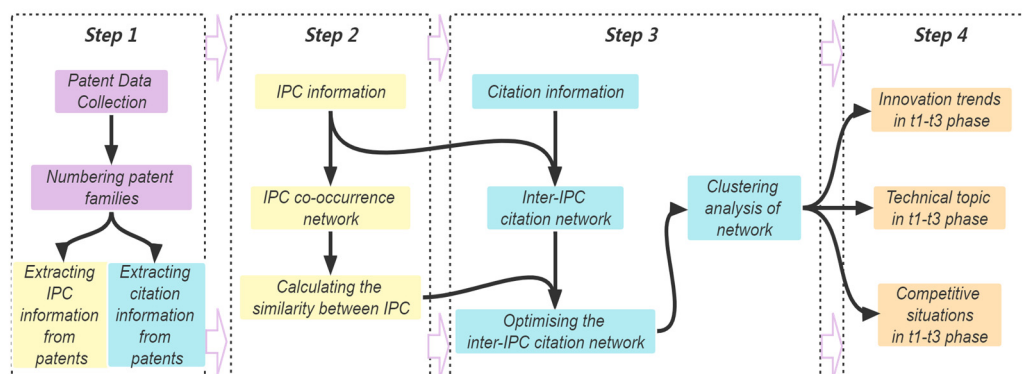 Step 1
Patent Data
Collection
Numbering patent
families
Extracting
IPC
information
from
patents
Extracting
citation
information
from
patents
Step 2
IPC information
IPC co-occurrence
network
Calculating the
similarity between IPC
Step 3
Citation information
Inter-IPC
citation network
Optimising the
inter-IPC citation network
Clustering
analysis of
network
Step 4
Innovation trends
in t1-t3 phase
Technical topic
in t1-t3 phase
Competitive
situations
in t1-t3 phase